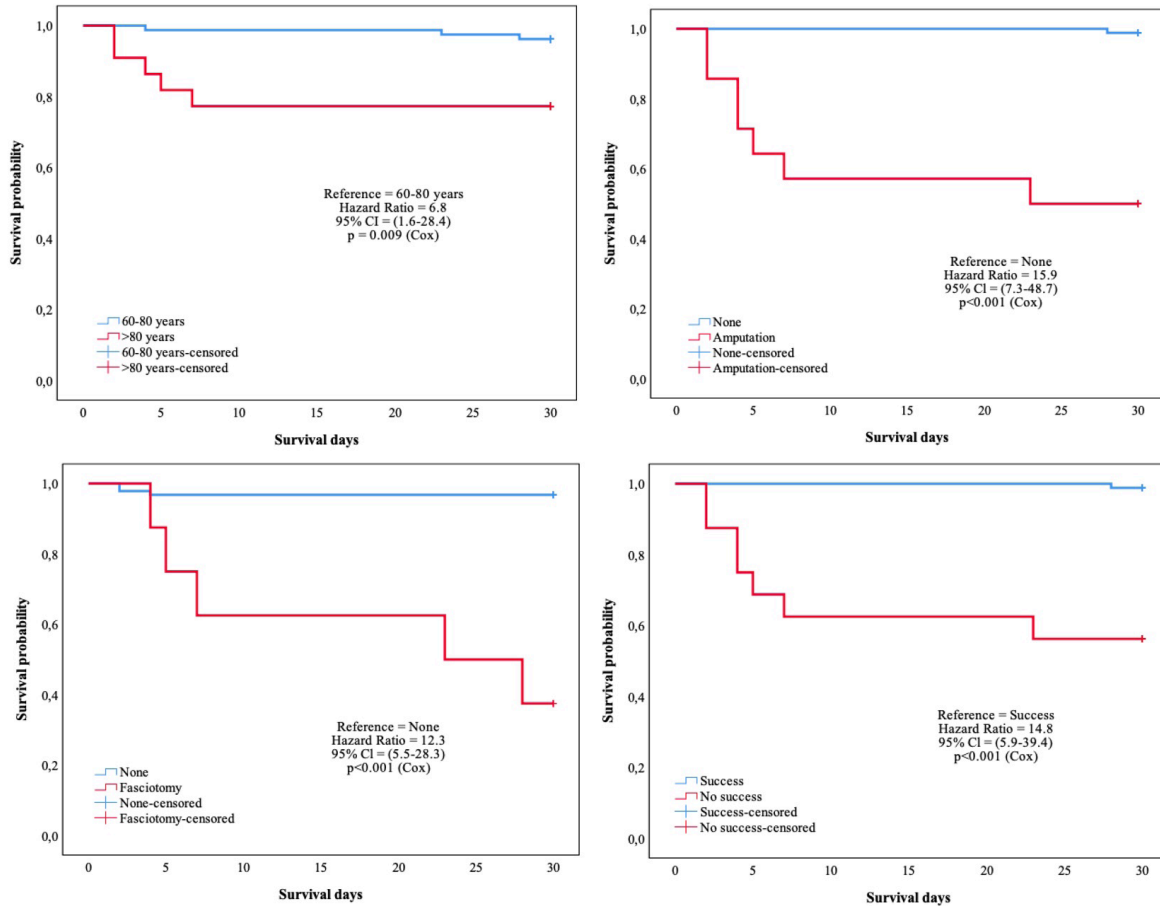 1,0
0,8
0,6
0,4
0,2
0,0
Survival probability
Reference = 60-80 years
Hazard Ratio = 6.8
95% CI = (1.6-28.4)
p = 0.009 (Cox)
60-80 years
>80 years
60-80 years-censored
>80 years-censored
0 5 10 15 20 25 30
Survival days
1,0
0,8
0,6
0,4
0,2
0,0
Survival probability
Reference = None
Hazard Ratio = 15.9
95% Cl = (7.3-48.7)
p<0.001 (Cox)
None
Amputation
None-censored
Amputation-censored
0 5 10 15 20 25 30
Survival days
1,0
0,8
0,6
0,4
0,2
0,0
Survival probability
Reference = None
Hazard Ratio = 12.3
95% Cl = (5.5-28.3)
p<0.001 (Cox)
None
Fasciotomy
None-censored
Fasciotomy-censored
0 5 10 15 20 25 30
Survival days
1,0
0,8
0,6
0,4
0,2
0,0
Survival probability
Reference = Success
Hazard Ratio = 14.8
95% Cl = (5.9-39.4)
p<0.001 (Cox)
Success
No success
Success-censored
No success-censored
0 5 10 15 20 25 30
Survival days